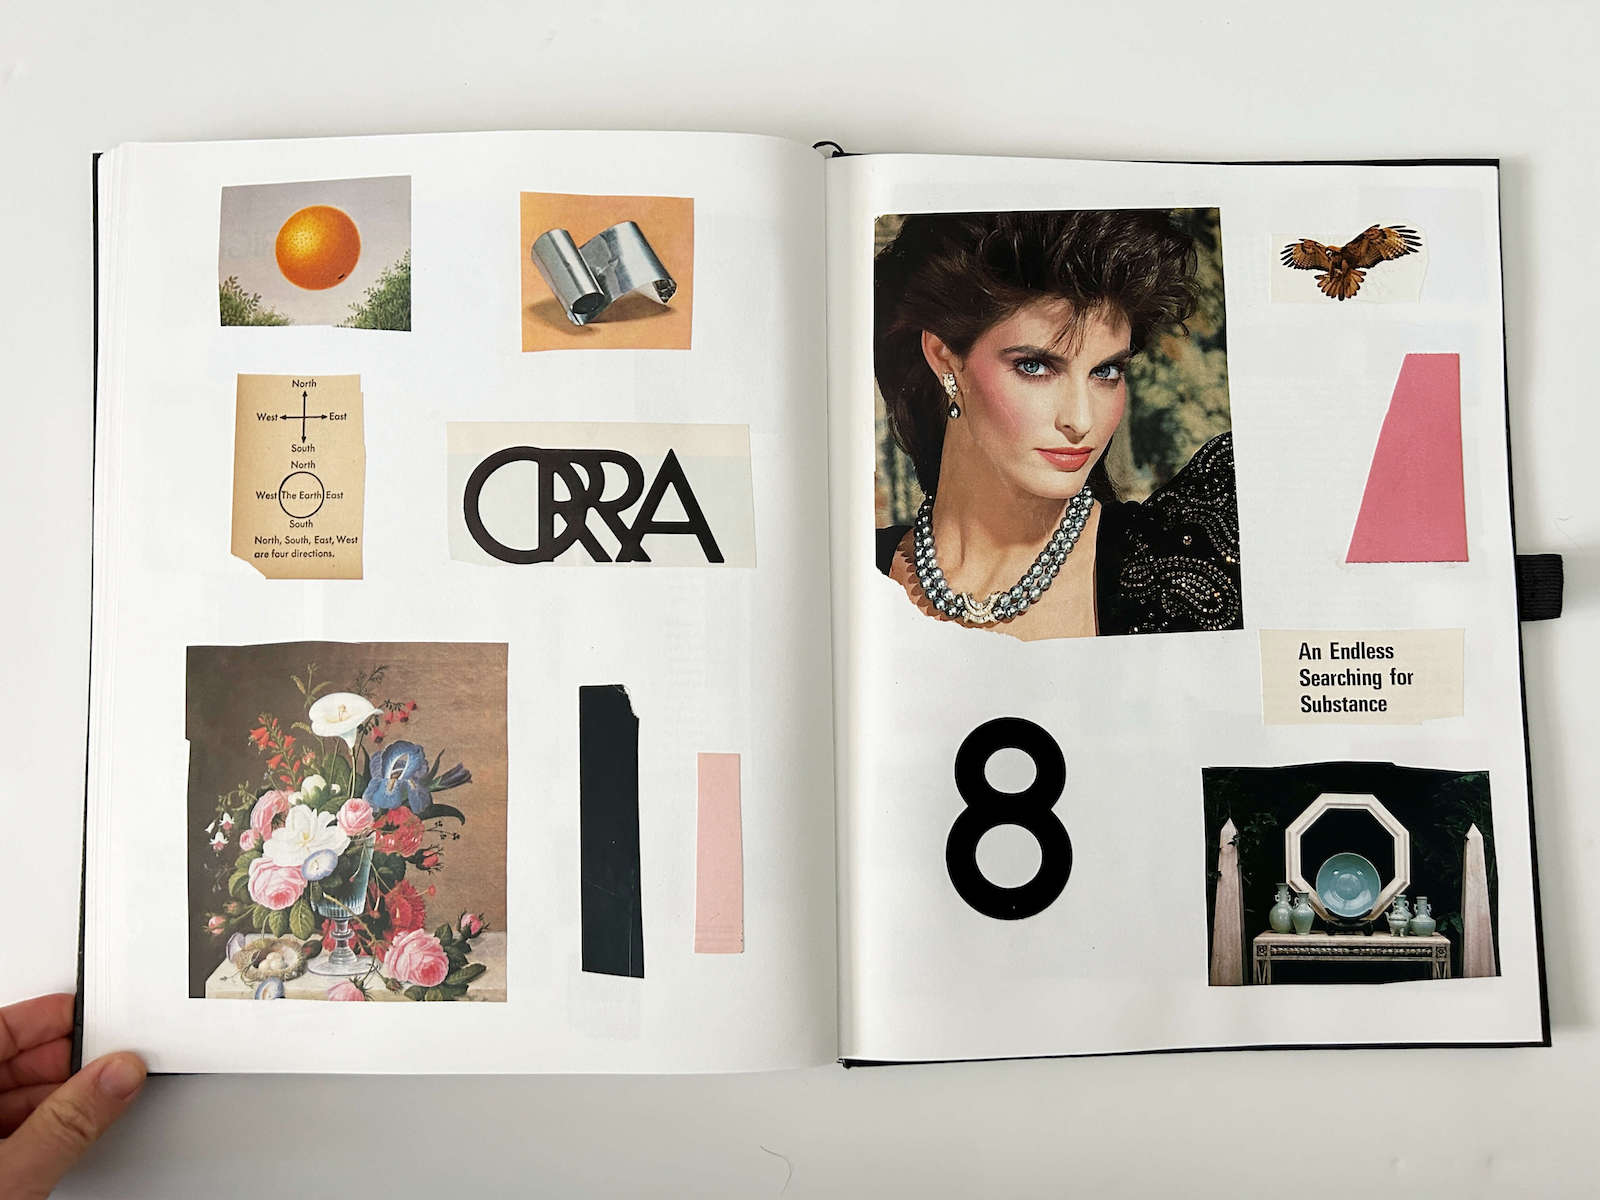 North
West East
South
North
West The Earth East
South
North, South, East, West
are four directions.
ORRA
An Endless
Searching for
Substance
8